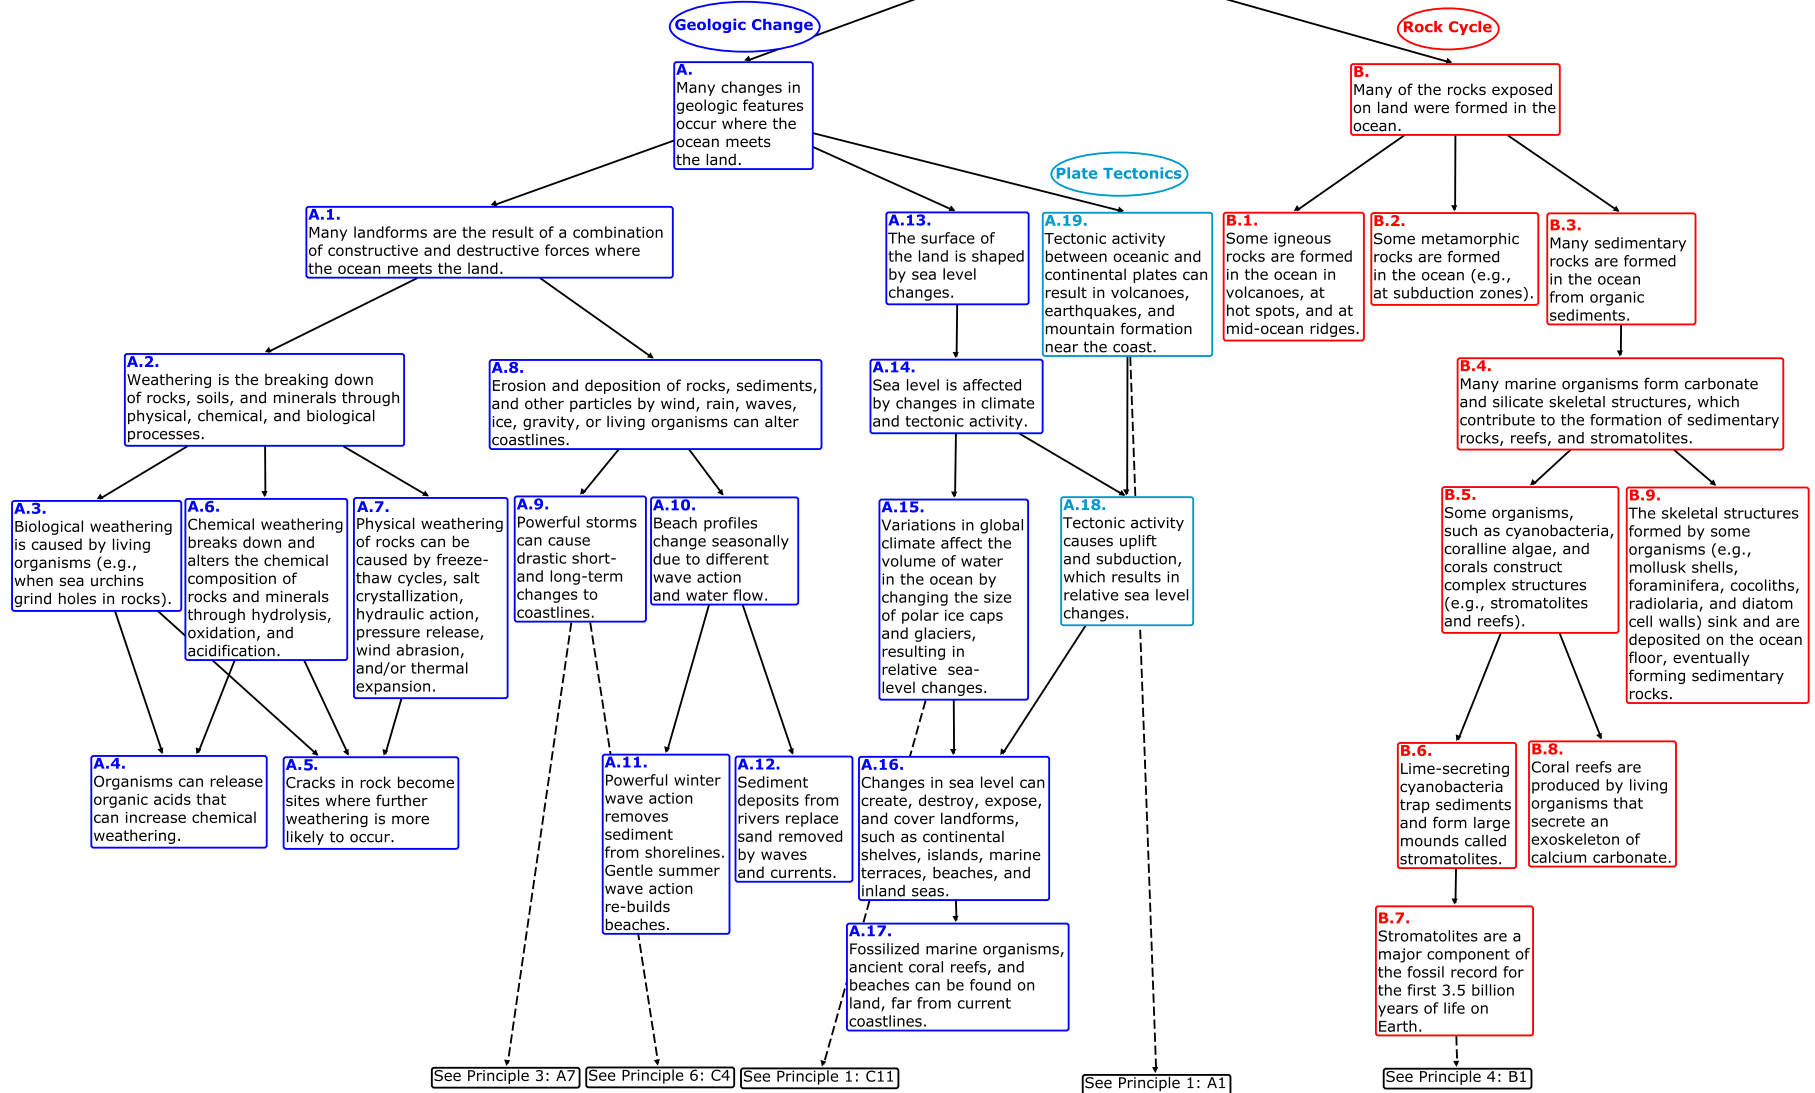 Geologic Change
Rock Cycle
A.
Many changes in
geologic features
occur where the
ocean meets
the land.
B.
Many of the rocks exposed
on land were formed in the
ocean.
Plate Tectonics
A.1.
Many landforms are the result of a combination
of constructive and destructive forces where
the ocean meets the land.
A.13.
The surface of
the land is shaped
by sea level
changes.
A.19.
Tectonic activity
between oceanic and
continental plates can
result in volcanoes,
earthquakes, and
mountain formation
near the coast.
B.1.
Some igneous
rocks are formed
in the ocean in
volcanoes, at
hot spots, and at
mid-ocean ridges.
B.2.
Some metamorphic
rocks are formed
in the ocean (e.g.,
at subduction zones).
B.3.
Many sedimentary
rocks are formed
in the ocean
from organic
sediments.
A.2.
Weathering is the breaking down
of rocks, soils, and minerals through
physical, chemical, and biological
processes.
A.8.
Erosion and deposition of rocks, sediments,
and other particles by wind, rain, waves,
ice, gravity, or living organisms can alter
coastlines.
A.14.
Sea level is affected
by changes in climate
and tectonic activity.
B.4.
Many marine organisms form carbonate
and silicate skeletal structures, which
contribute to the formation of sedimentary
rocks, reefs, and stromatolites.
A.3.
Biological weathering
is caused by living
organisms (e.g.,
when sea urchins
grind holes in rocks).
A.6.
Chemical weathering
breaks down and
alters the chemical
composition of
rocks and minerals
through hydrolysis,
oxidation, and
acidification.
A.7.
Physical weathering
of rocks can be
caused by freeze-
thaw cycles, salt
crystallization,
hydraulic action,
pressure release,
wind abrasion,
and/or thermal
expansion.
A.9.
Powerful storms
can cause
drastic short-
and long-term
changes to
coastlines.
A.10.
Beach profiles
change seasonally
due to different
wave action
and water flow.
A.15.
Variations in global
climate affect the
volume of water
in the ocean by
changing the size
of polar ice caps
and glaciers,
resulting in
relative  sea-
level changes.
A.18.
Tectonic activity
causes uplift
and subduction,
which results in
relative sea level
changes.
B.5.
Some organisms,
such as cyanobacteria,
coralline algae, and
corals construct
complex structures
(e.g., stromatolites
and reefs).
B.9.
The skeletal structures
formed by some
organisms (e.g.,
mollusk shells,
foraminifera, cocoliths,
radiolaria, and diatom
cell walls) sink and are
deposited on the ocean
floor, eventually
forming sedimentary
rocks.
A.4.
Organisms can release
organic acids that
can increase chemical
weathering.
A.5.
Cracks in rock become
sites where further
weathering is more
likely to occur.
A.11.
Powerful winter
wave action
removes
sediment
from shorelines.
Gentle summer
wave action
re-builds
beaches.
A.12.
Sediment
deposits from
rivers replace
sand removed
by waves
and currents.
A.16.
Changes in sea level can
create, destroy, expose,
and cover landforms,
such as continental
shelves, islands, marine
terraces, beaches, and
inland seas.
B.6.
Lime-secreting
cyanobacteria
trap sediments
and form large
mounds called
stromatolites.
B.8.
Coral reefs are
produced by living
organisms that
secrete an
exoskeleton of
calcium carbonate.
A.17.
Fossilized marine organisms,
ancient coral reefs, and
beaches can be found on
land, far from current
coastlines.
B.7.
Stromatolites are a
major component of
the fossil record for
the first 3.5 billion
years of life on
Earth.
See Principle 3: A7
See Principle 6: C4
See Principle 1: C11
See Principle 1: A1
See Principle 4: B1